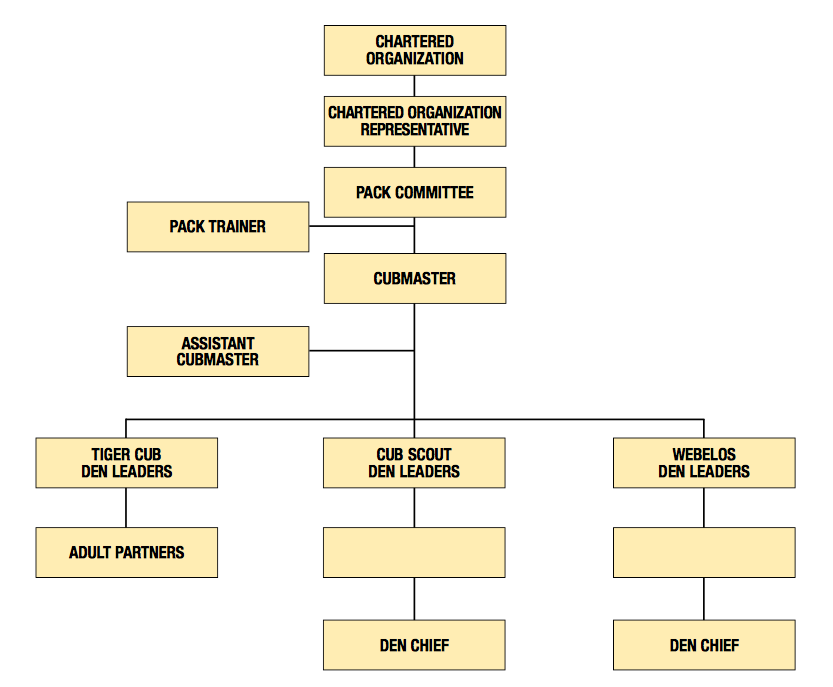 CHARTERED
ORGANIZATION
CHARTERED ORGANIZATION
REPRESENTATIVE
PACK COMMITTEE
PACK TRAINER
CUBMASTER
ASSISTANT
CUBMASTER
TIGER CUB
DEN LEADERS
CUB SCOUT
DEN LEADERS
WEBELOS
DEN LEADERS
ADULT PARTNERS
DEN CHIEF
DEN CHIEF